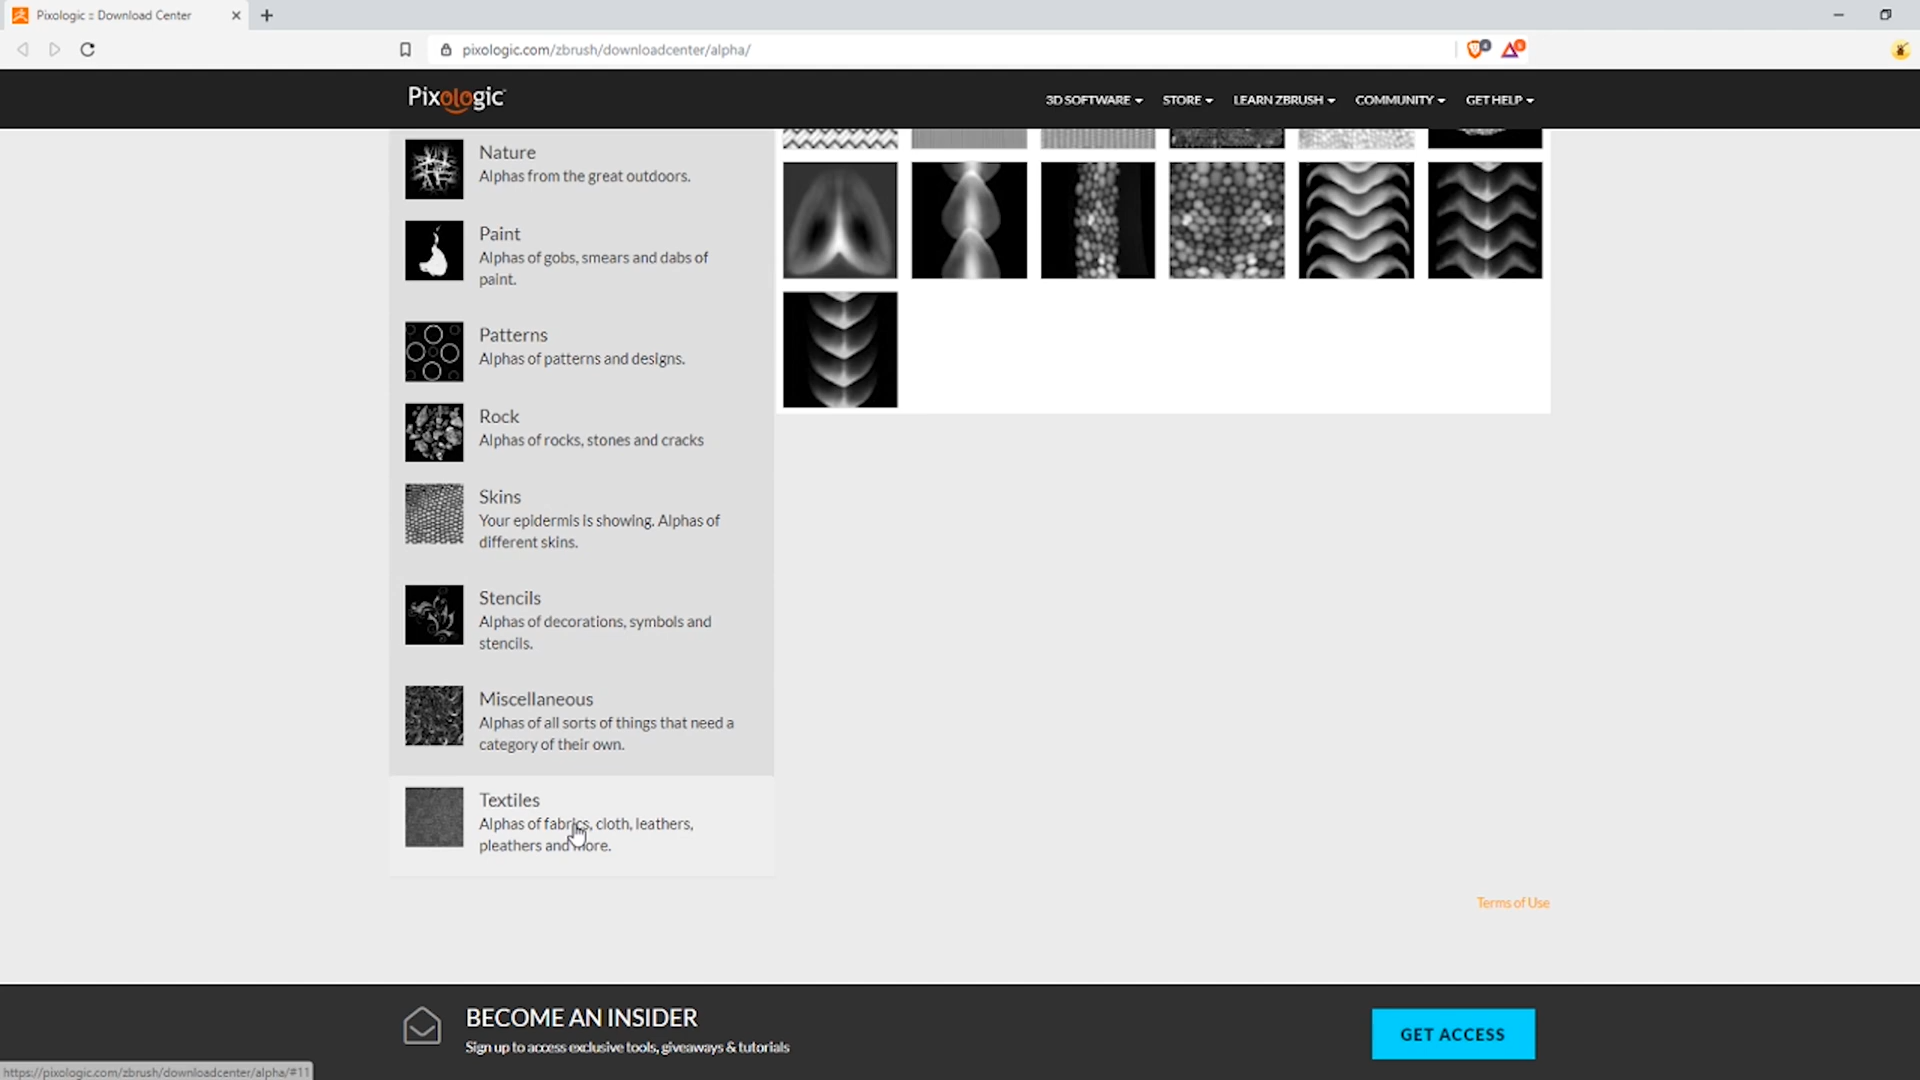 Pixologic :: Download Center
pixologic.com/zbrush/downloadcenter/alpha/
Pixologic
3D SOFTWARE
STORE
LEARN ZBRUSH
COMMUNITY
GET HELP
Nature
Alphas from the great outdoors.
Paint
Alphas of gobs, smears and dabs of
paint.
Patterns
Alphas of patterns and designs.
Rock
Alphas of rocks, stones and cracks
Skins
Your epidermis is showing. Alphas of
different skins.
Stencils
Alphas of decorations, symbols and
stencils.
Miscellaneous
Alphas of all sorts of things that need a
category of their own.
Textiles
Alphas of fabrics, cloth, leathers,
pleathers and more.
Terms of Use
BECOME AN INSIDER
Sign up to access exclusive tools, giveaways & tutorials
GET ACCESS
https://pixologic.com/zbrush/downloadcenter/alpha/#11